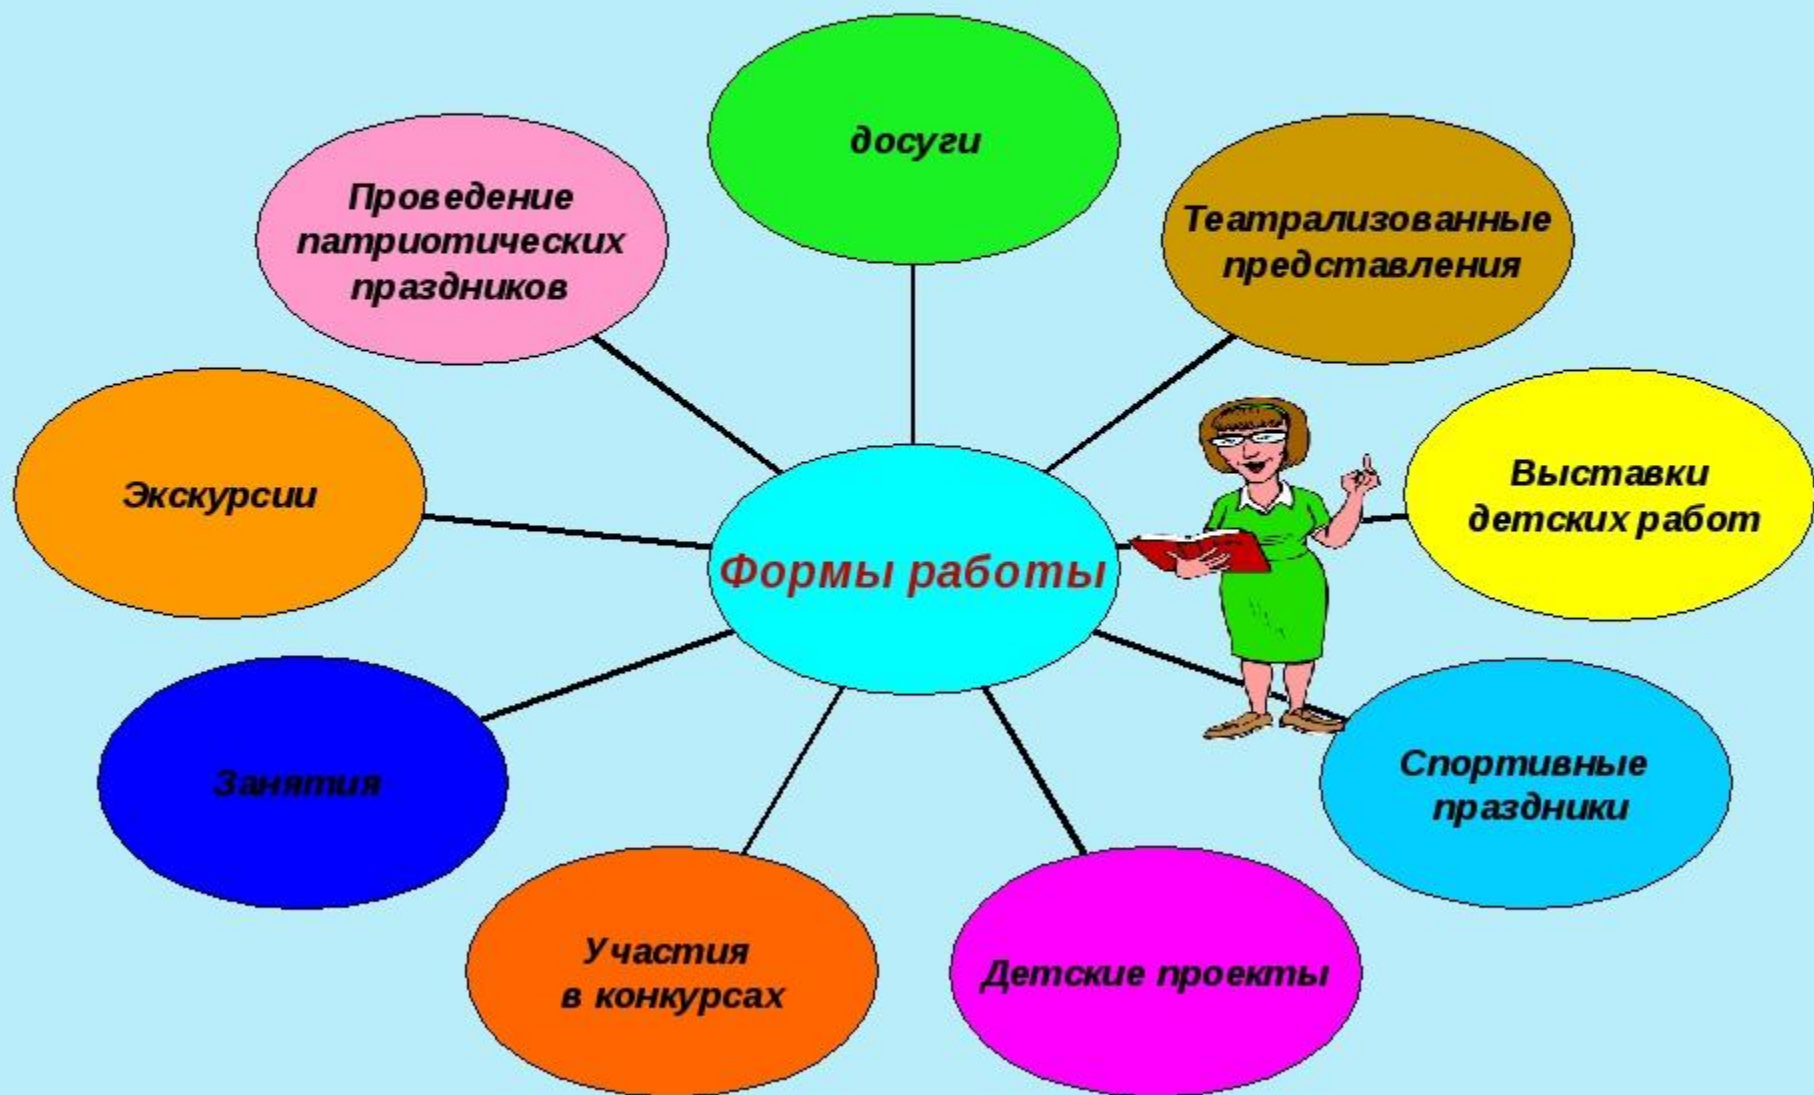 досуги
Проведение
патриотических
праздников
Театрализованные
представления
Экскурсии
Выставки
детских работ
Формы работы
Занятия
Спортивные
праздники
Участия
в конкурсах
Детские проекты